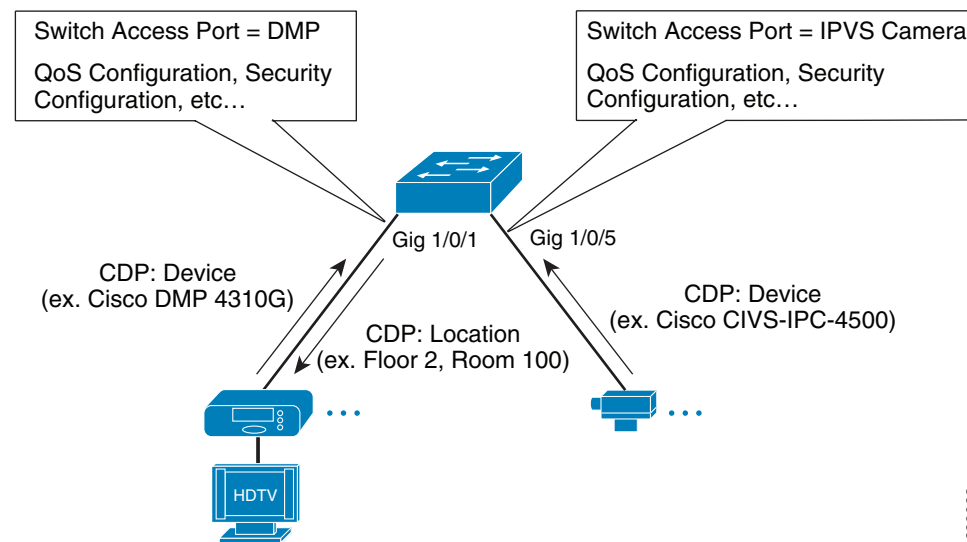 Switch Access Port = DMP
QoS Configuration, Security
Configuration, etc…
Switch Access Port = IPVS Camera
QoS Configuration, Security
Configuration, etc…
Gig 1/0/1
Gig 1/0/5
CDP: Device
(ex. Cisco DMP 4310G)
CDP: Location
(ex. Floor 2, Room 100)
CDP: Device
(ex. Cisco CIVS-IPC-4500)
HDTV